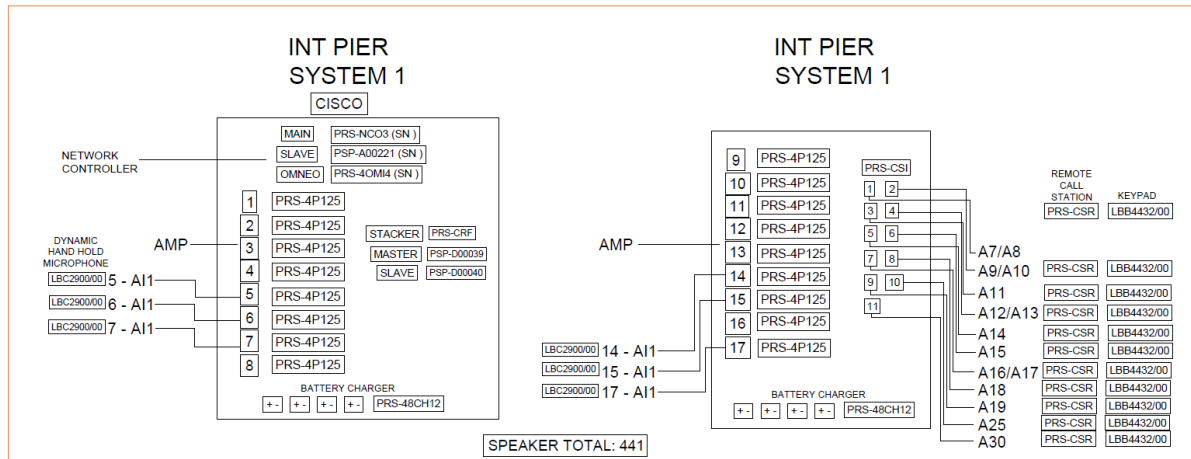 INT PIER
SYSTEM 1
CISCO
NETWORK
CONTROLLER
MAIN PRS-NCO3 (SN )
SLAVE PSP-A00221 (SN )
OMNEO PRS-4OMI4 (SN )
1 PRS-4P125
2 PRS-4P125
AMP
3 PRS-4P125
4 PRS-4P125
5 PRS-4P125
6 PRS-4P125
7 PRS-4P125
8 PRS-4P125
STACKER PRS-CRF
MASTER PSP-D00039
SLAVE PSP-D00040
DYNAMIC
HAND HOLD
MICROPHONE
LBC2900/00 5 - AI1
LBC2900/00 6 - AI1
LBC2900/00 7 - AI1
BATTERY CHARGER
+ - + - + - + - PRS-48CH12
SPEAKER TOTAL: 441
INT PIER
SYSTEM 1
9 PRS-4P125
10 PRS-4P125
11 PRS-4P125
12 PRS-4P125
AMP
13 PRS-4P125
14 PRS-4P125
15 PRS-4P125
16 PRS-4P125
17 PRS-4P125
LBC2900/00 14 - AI1
LBC2900/00 15 - AI1
LBC2900/00 17 - AI1
BATTERY CHARGER
+ - + - + - + - PRS-48CH12
PRS-CSI
1 2
3 4
5 6
7 8
9 10
11
REMOTE
CALL
STATION
KEYPAD
PRS-CSR LBB4432/00
A7/A8
A9/A10 PRS-CSR LBB4432/00
A11 PRS-CSR LBB4432/00
A12/A13 PRS-CSR LBB4432/00
A14 PRS-CSR LBB4432/00
A15 PRS-CSR LBB4432/00
A16/A17 PRS-CSR LBB4432/00
A18 PRS-CSR LBB4432/00
A19 PRS-CSR LBB4432/00
A25 PRS-CSR LBB4432/00
A30 PRS-CSR LBB4432/00